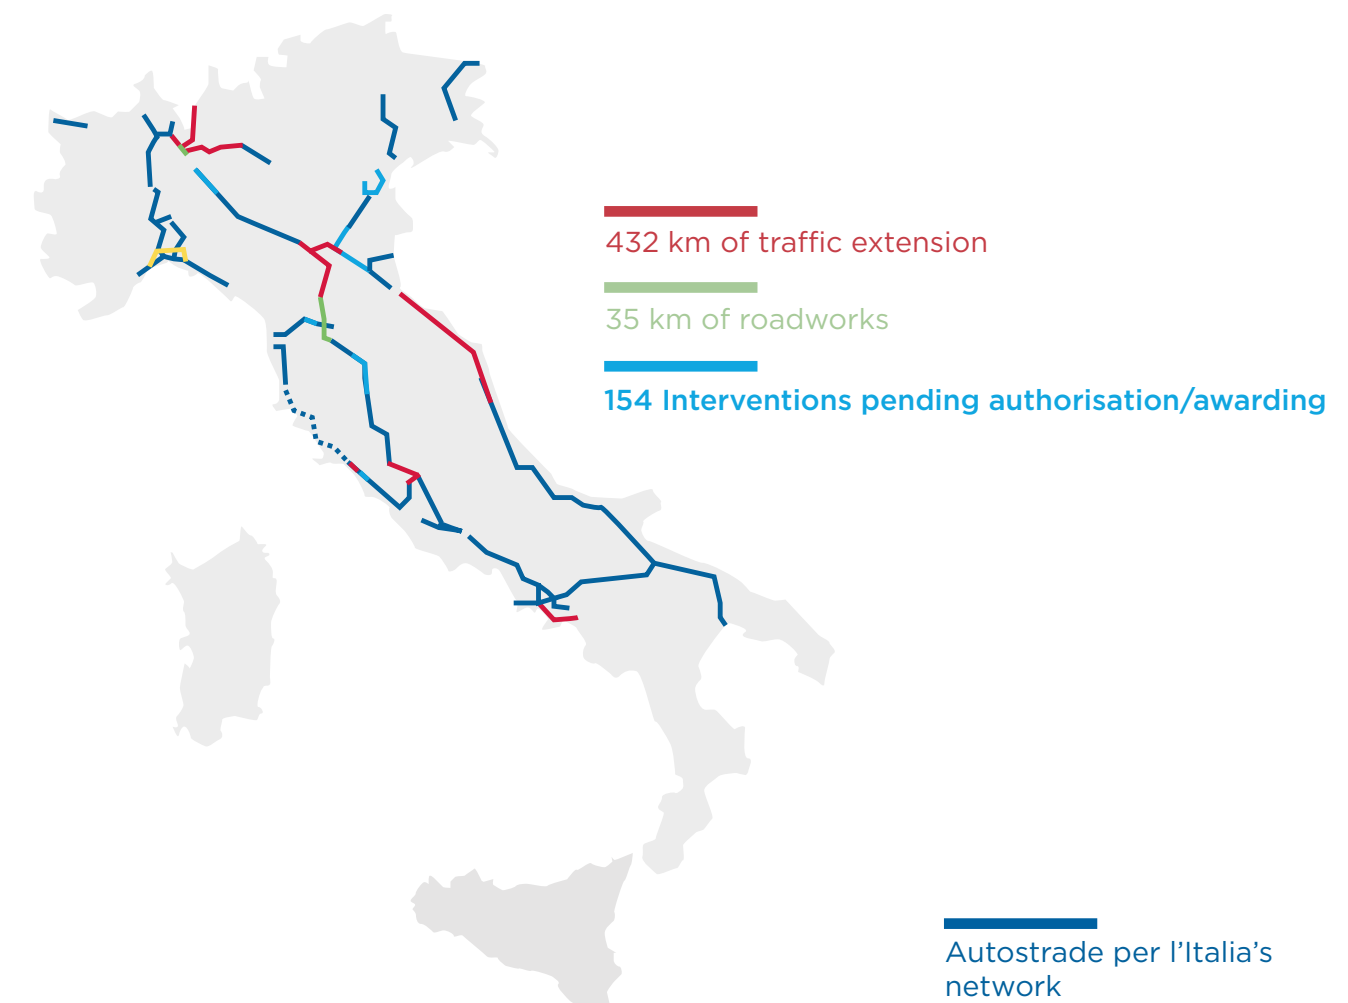 432 km of traffic extension
35 km of roadworks
154 Interventions pending authorisation/awarding
Autostrade per l’Italia’s
network